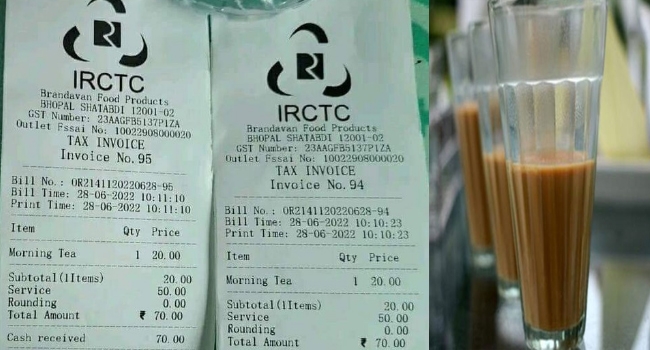 IRCTC
Brandavan Food Products
BHOPAL SHATABDI 12001-02
GST Number: 23AAGFB5137P1ZA
Outlet Fssai No: 10022908000020
TAX INVOICE
Invoice No. 95
Bill No.: OR2141120220628-95
Bill Time: 28-06-2022 10:11:10
Print Time: 28-06-2022 10:11:10
Item Qty Price
Morning Tea 1 20.00
Subtotal(1Items) 20.00
Service 50.00
Rounding 0.00
Total Amount ₹ 70.00
Cash received 70.00
IRCTC
Brandavan Food Products
BHOPAL SHATABDI 12001-02
GST Number: 23AAGFB5137P1ZA
Outlet Fssai No: 10022908000020
TAX INVOICE
Invoice No. 94
Bill No.: OR2141120220628-94
Bill Time: 28-06-2022 10:10:23
Print Time: 28-06-2022 10:10:23
Item Qty Price
Morning Tea 1 20.00
Subtotal(1Items) 20.00
Service 50.00
Rounding 0.00
Total Amount ₹ 70.00